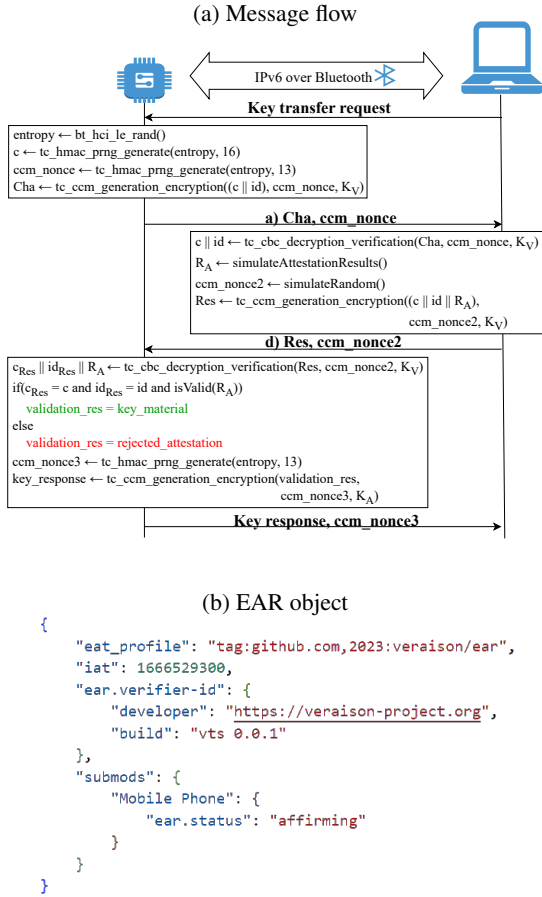 (a) Message flow
IPv6 over Bluetooth
Key transfer request
entropy ← bt_hci_le_rand()
c ← tc_hmac_prng_generate(entropy, 16)
ccm_nonce ← tc_hmac_prng_generate(entropy, 13)
Cha ← tc_ccm_generation_encryption((c || id), ccm_nonce, K_V)
a) Cha, ccm_nonce
c || id ← tc_cbc_decryption_verification(Cha, ccm_nonce, K_V)
R_A ← simulateAttestationResults()
ccm_nonce2 ← simulateRandom()
Res ← tc_ccm_generation_encryption((c || id || R_A),
ccm_nonce2, K_V)
d) Res, ccm_nonce2
c_Res || id_Res || R_A ← tc_cbc_decryption_verification(Res, ccm_nonce2, K_V)
if(c_Res = c and id_Res = id and isValid(R_A))
validation_res = key_material
else
validation_res = rejected_attestation
ccm_nonce3 ← tc_hmac_prng_generate(entropy, 13)
key_response ← tc_ccm_generation_encryption(validation_res,
ccm_nonce3, K_A)
Key response, ccm_nonce3
(b) EAR object
{
"eat_profile": "tag:github.com,2023:veraison/ear",
"iat": 1666529300,
"ear.verifier-id": {
"developer": "https://veraison-project.org",
"build": "vts 0.0.1"
},
"submods": {
"Mobile Phone": {
"ear.status": "affirming"
}
}
}